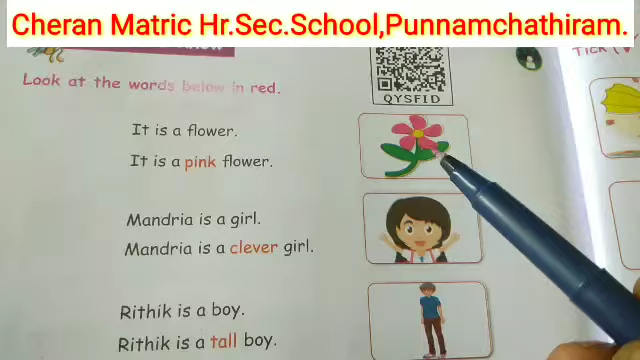 Cheran Matric Hr.Sec.School,Punnamchathiram.
Look at the words below in red.
QYSFID
It is a flower.
It is a pink flower.
Mandria is a girl.
Mandria is a clever girl.
Rithik is a boy.
Rithik is a tall boy.